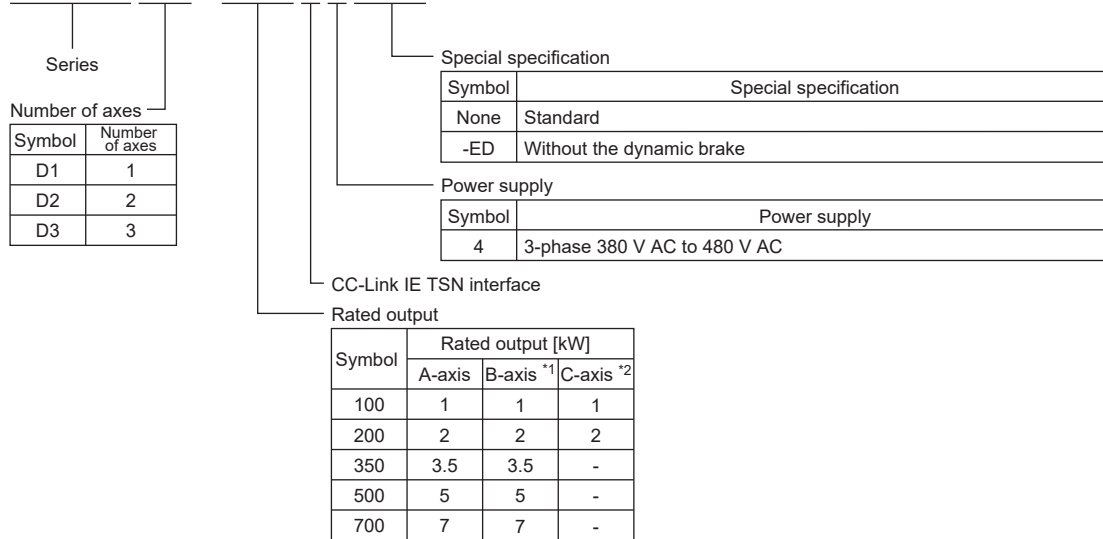 Series
Number of axes
Symbol Number of axes
D1 1
D2 2
D3 3
Special specification
Symbol Special specification
None Standard
-ED Without the dynamic brake
Power supply
Symbol Power supply
4 3-phase 380 V AC to 480 V AC
CC-Link IE TSN interface
Rated output
Symbol Rated output [kW]
A-axis B-axis *1 C-axis *2
100 1 1 1
200 2 2 2
350 3.5 3.5 -
500 5 5 -
700 7 7 -